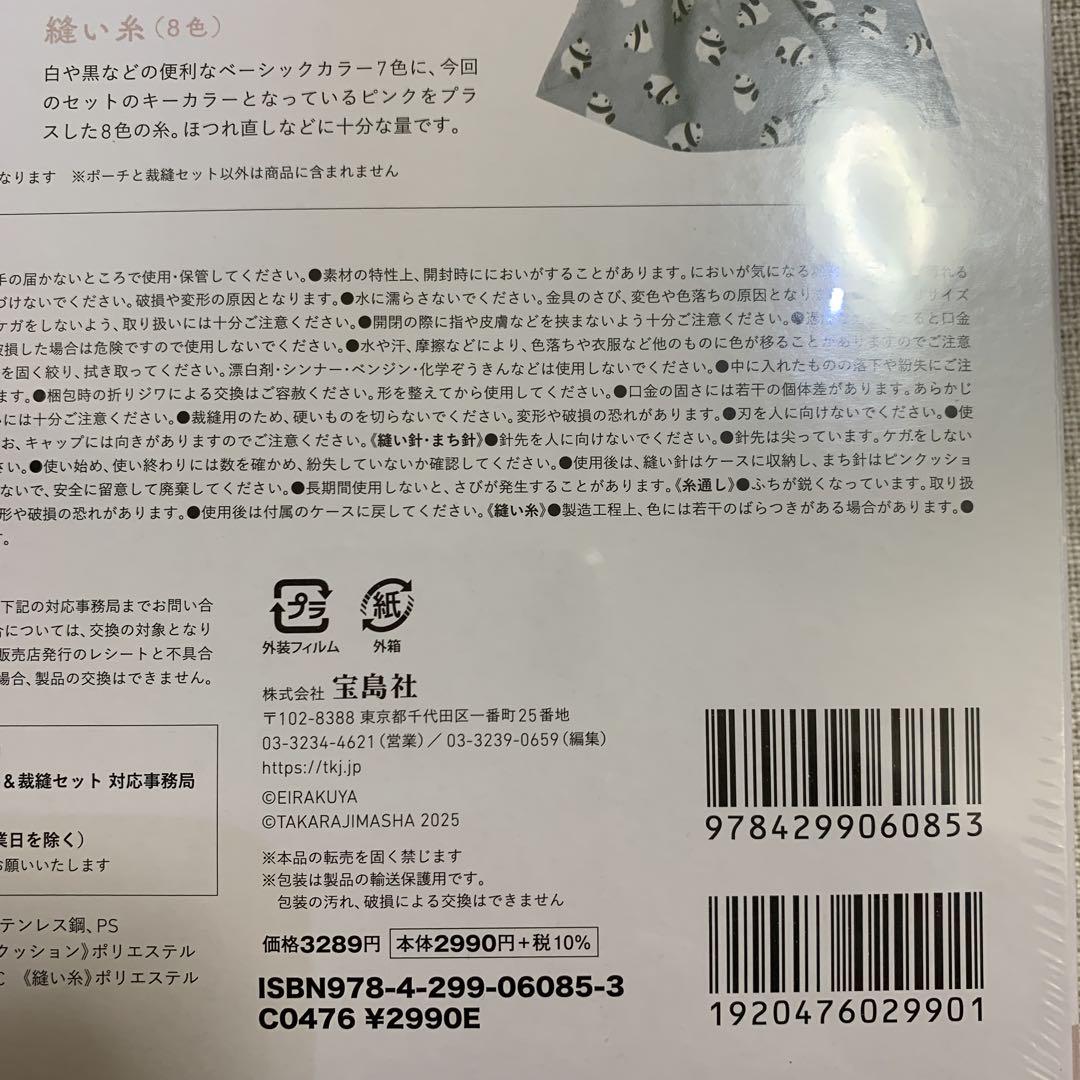 縫い糸(8色)
白や黒などの便利なベーシックカラー7色に、今回
のセットのキーカラーとなっているピンクをプラ
スした8色の糸。ほつれ直しなどに十分な量です。
なります ※ポーチと裁縫セット以外は商品に含まれません
手の届かないところで使用・保管してください。●素材の特性上、開封時ににおいがすることがあります。においが気になる
づけないでください。破損や変形の原因となります。●水に濡らさないでください。金具のさび、変色や色落ちの原因となり
ケガをしないよう、取り扱いには十分ご注意ください。●開閉の際に指や皮膚などを挟まないよう十分ご注意ください。
破損した場合は危険ですので使用しないでください。●水や汗、摩擦などにより、色落ちや衣服など他のものに色が移ることがありますのでご注意
を固く絞り、拭き取ってください。漂白剤・シンナー・ベンジン・化学ぞうきんなどは使用しないでください。●中に入れたものの落下や紛失にご注
ます。●梱包時の折りジワによる交換はご容赦ください。形を整えてから使用してください。●口金の固さには若干の個体差があります。あらかじ
いには十分ご注意ください。●裁縫用のため、硬いものを切らないでください。変形や破損の恐れがあります。●刃を人に向けないでください。●使
お、キャップには向きがありますのでご注意ください。《縫い針・まち針》●針先を人に向けないでください。●針先は尖っています。ケガをしない
さい。●使い始め、使い終わりには数を確かめ、紛失していないか確認してください。●使用後は、縫い針はケースに収納し、まち針はピンクッショ
ないで、安全に留意して廃棄してください。●長期間使用しないと、さびが発生することがあります。《糸通し》●ふちが鋭くなっています。取り扱
形や破損の恐れがあります。●使用後は付属のケースに戻してください。《縫い糸》●製造工程上、色には若干のばらつきがある場合があります。●
す。
下記の対応事務局までお問い合
合については、交換の対象となり
販売店発行のレシートと不具合
場合、製品の交換はできません。
&裁縫セット 対応事務局
業日を除く)
お願いいたします
テンレス鋼、PS
クッション》ポリエステル
C 《縫い糸》ポリエステル
プラ 紙
外装フィルム 外箱
株式会社 宝島社
〒102-8388 東京都千代田区一番町25番地
03-3234-4621(営業)/ 03-3239-0659(編集)
https://tkj.jp
©EIRAKUYA
©TAKARAJIMASHA 2025
※本品の転売を固く禁じます
※包装は製品の輸送保護用です。
包装の汚れ、破損による交換はできません
価格3289円 本体2990円+税10%
ISBN978-4-299-06085-3
C0476 ¥2990E
9784299060853
1920476029901